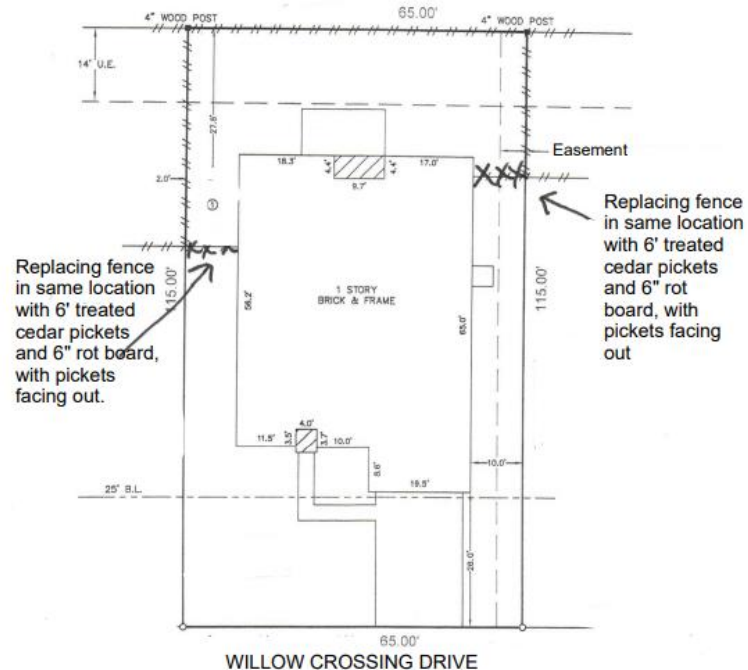 4" WOOD POST
65.00'
4" WOOD POST
14' U.E.
27.6'
Easement
18.3'
4.4'
4.4'
17.0'
9.7'
2.0'
Replacing fence
in same location
with 6' treated
cedar pickets
and 6" rot
board, with
pickets facing
out
Replacing fence
in same location
with 6' treated
cedar pickets
and 6" rot
board,
with pickets
facing out.
115.00'
56.2'
1 STORY
BRICK & FRAME
65.0'
115.00'
4.0'
11.5'
3.5'
3.7'
10.0'
8.6'
19.5'
10.0'
25' B.L.
28.0'
65.00'
WILLOW CROSSING DRIVE